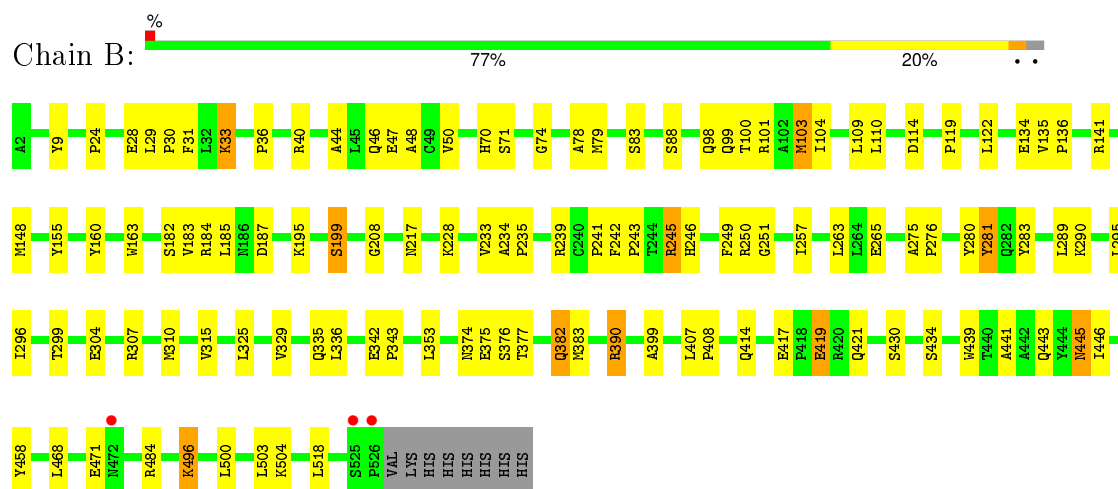 %
Chain B:
77% 20% • •
A2 Y9 P24 E28 L29 P30 F31 L32 K33 P36 R40 A44 L45 Q46 E47 A48 C49 V50 H70 S71 G74 A78 M79 S83 S88 Q98 Q99 T100 R101 A102 M103 I104 L109 L110 D114 P119 L122 E134 V135 P136 R141
M148 Y155 Y160 W163 S182 V183 R184 L185 N186 D187 K195 S199 G208 N217 K228 V233 A234 P235 R239 C240 P241 F242 P243 T244 R245 H246 F249 R250 G251 I257 L263 L264 E265 A275 P276 Y280 Y281 Q282 Y283 L289 K290 L295
I296 T299 E304 R307 M310 V315 L325 V329 Q335 L336 E342 P343 L353 N374 E375 S376 T377 Q382 M383 R390 A399 L407 P408 Q414 E417 P418 E419 R420 Q421 S430 S434 W439 T440 A441 A442 Q443 Y444 N445 I446
Y458 L468 E471 N472 R484 K496 L500 L503 K504 L518 S525 P526 VAL LYS HIS HIS HIS HIS HIS HIS